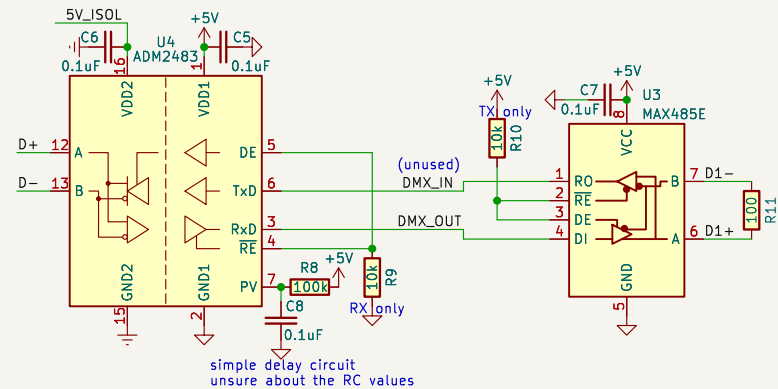 5V_ISOL
+5V
C6
U4
ADM2483
C5
0.1uF
0.1uF
16
1
VDD2
VDD1
D+
12
A
DE
5
D-
13
B
TxD
6
RxD
3
RE
4
PV
7
GND2
GND1
15
2
R8
100k
+5V
10k
R9
RX only
C8
0.1uF
simple delay circuit
unsure about the RC values
(unused)
DMX_IN
DMX_OUT
+5V
TX only
10k
R10
C7
0.1uF
+5V
U3
MAX485E
8
VCC
1
RO
B
7
D1-
2
RE
3
DE
4
DI
A
6
D1+
GND
5
100
R11